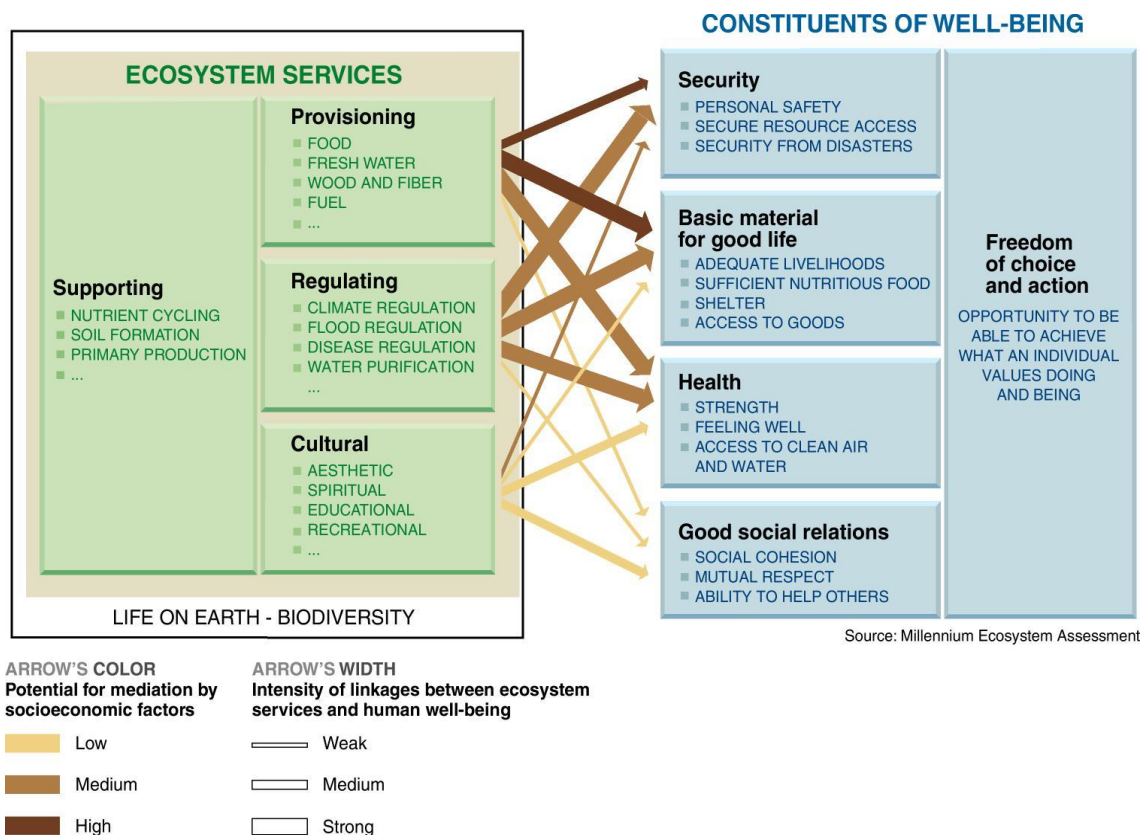 CONSTITUENTS OF WELL-BEING
ECOSYSTEM SERVICES
Supporting
NUTRIENT CYCLING
SOIL FORMATION
PRIMARY PRODUCTION
...
Provisioning
FOOD
FRESH WATER
WOOD AND FIBER
FUEL
...
Regulating
CLIMATE REGULATION
FLOOD REGULATION
DISEASE REGULATION
WATER PURIFICATION
...
Cultural
AESTHETIC
SPIRITUAL
EDUCATIONAL
RECREATIONAL
...
LIFE ON EARTH - BIODIVERSITY
Security
PERSONAL SAFETY
SECURE RESOURCE ACCESS
SECURITY FROM DISASTERS
Basic material
for good life
ADEQUATE LIVELIHOODS
SUFFICIENT NUTRITIOUS FOOD
SHELTER
ACCESS TO GOODS
Health
STRENGTH
FEELING WELL
ACCESS TO CLEAN AIR
AND WATER
Good social relations
SOCIAL COHESION
MUTUAL RESPECT
ABILITY TO HELP OTHERS
Freedom
of choice
and action
OPPORTUNITY TO BE
ABLE TO ACHIEVE
WHAT AN INDIVIDUAL
VALUES DOING
AND BEING
Source: Millennium Ecosystem Assessment
ARROW'S COLOR
Potential for mediation by
socioeconomic factors
Low
Medium
High
ARROW'S WIDTH
Intensity of linkages between ecosystem
services and human well-being
Weak
Medium
Strong